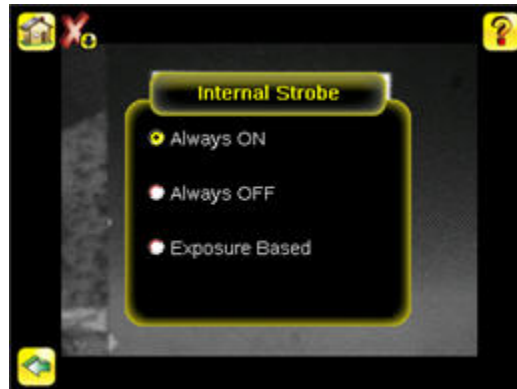 ?
Internal Strobe
Always ON
Always OFF
Exposure Based